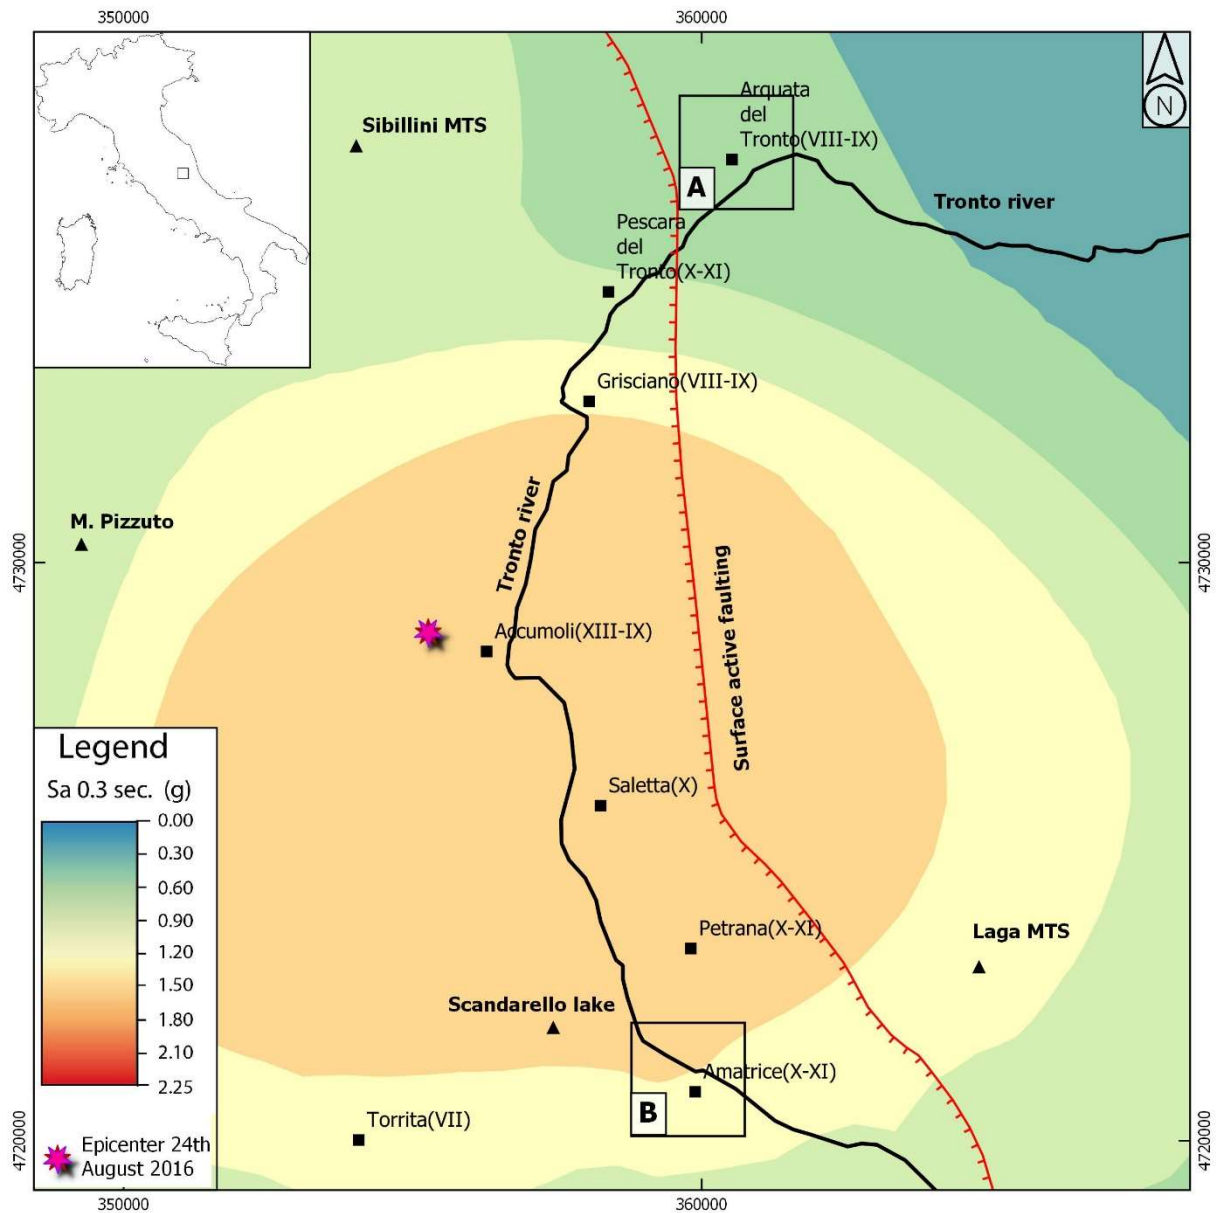 350000
360000
N
Arquata
del
Tronto(VIII-IX)
Sibillini MTS
A
Tronto river
Pescara
del
Tronto(X-XI)
Grisciano(VIII-IX)
M. Pizzuto
Tronto river
4730000
4730000
Surface active faulting
Accumoli(XIII-IX)
Legend
Sa 0.3 sec. (g)
0.00
0.30
0.60
0.90
1.20
1.50
1.80
2.10
2.25
Saletta(X)
Petrana(X-XI)
Laga MTS
Scandarello lake
Amatrice(X-XI)
B
Torrita(VII)
Epicenter 24th
August 2016
4720000
4720000
350000
360000